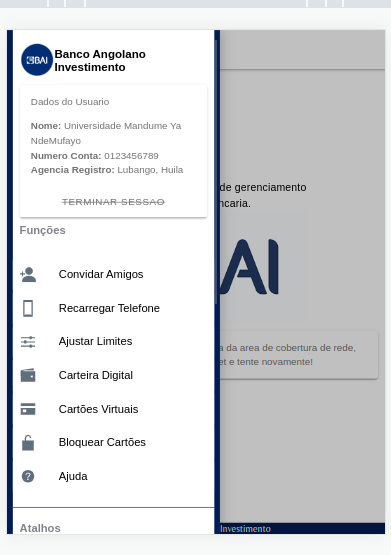 BAI
Banco Angolano
Investimento
Dados do Usuario
Nome: Universidade Mandume Ya
NdeMufayo
Numero Conta: 0123456789
Agencia Registro: Lubango, Huila
TERMINAR SESSAO
Funções
Convidar Amigos
Recarregar Telefone
Ajustar Limites
Carteira Digital
Cartões Virtuais
Bloquear Cartões
Ajuda
Atalhos
de gerenciamento
ncaria.
AI
a da area de cobertura de rede,
et e tente novamente!
Investimento